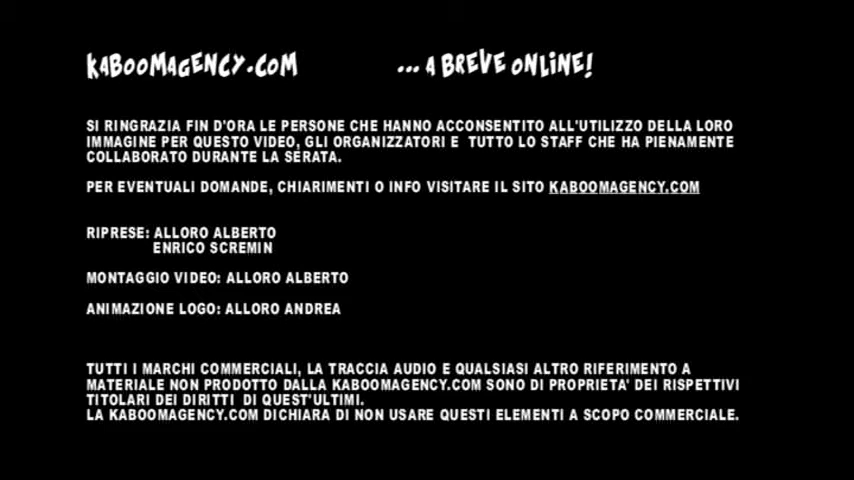 KABOOMAGENCY.COM ... A BREVE ONLINE!
SI RINGRAZIA FIN D'ORA LE PERSONE CHE HANNO ACCONSENTITO ALL'UTILIZZO DELLA LORO
IMMAGINE PER QUESTO VIDEO, GLI ORGANIZZATORI E TUTTO LO STAFF CHE HA PIENAMENTE
COLLABORATO DURANTE LA SERATA.
PER EVENTUALI DOMANDE, CHIARIMENTI O INFO VISITARE IL SITO KABOOMAGENCY.COM
RIPRESE: ALLORO ALBERTO
ENRICO SCREMIN
MONTAGGIO VIDEO: ALLORO ALBERTO
ANIMAZIONE LOGO: ALLORO ANDREA
TUTTI I MARCHI COMMERCIALI, LA TRACCIA AUDIO E QUALSIASI ALTRO RIFERIMENTO A
MATERIALE NON PRODOTTO DALLA KABOOMAGENCY.COM SONO DI PROPRIETA' DEI RISPETTIVI
TITOLARI DEI DIRITTI DI QUEST'ULTIMI.
LA KABOOMAGENCY.COM DICHIARA DI NON USARE QUESTI ELEMENTI A SCOPO COMMERCIALE.